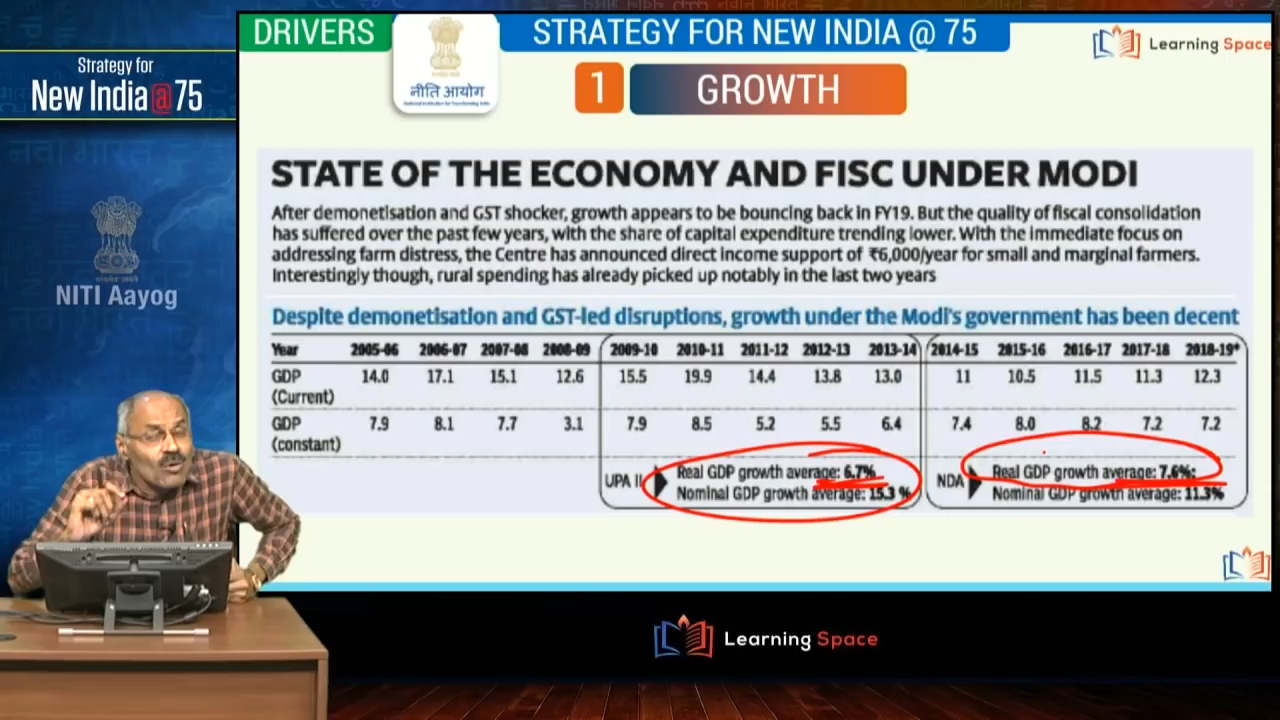 Strategy for
New India@75
NITI Aayog
DRIVERS
नीति आयोग
STRATEGY FOR NEW INDIA @ 75
Learning Space
1 GROWTH
STATE OF THE ECONOMY AND FISC UNDER MODI
After demonetisation and GST shocker, growth appears to be bouncing back in FY19. But the quality of fiscal consolidation
has suffered over the past few years, with the share of capital expenditure trending lower. With the immediate focus on
addressing farm distress, the Centre has announced direct income support of ₹6,000/year for small and marginal farmers.
Interestingly though, rural spending has already picked up notably in the last two years
Despite demonetisation and GST-led disruptions, growth under the Modi's government has been decent
Year 2005-06 2006-07 2007-08 2008-09 2009-10 2010-11 2011-12 2012-13 2013-14 2014-15 2015-16 2016-17 2017-18 2018-19*
GDP 14.0 17.1 15.1 12.6 15.5 19.9 14.4 13.8 13.0 11 10.5 11.5 11.3 12.3
(Current)
GDP 7.9 8.1 7.7 3.1 7.9 8.5 5.2 5.5 6.4 7.4 8.0 8.2 7.2 7.2
(constant)
UPA II
Real GDP growth average: 6.7%
Nominal GDP growth average: 15.3 %
NDA
Real GDP growth average: 7.6%:
Nominal GDP growth average: 11.3%
Learning Space